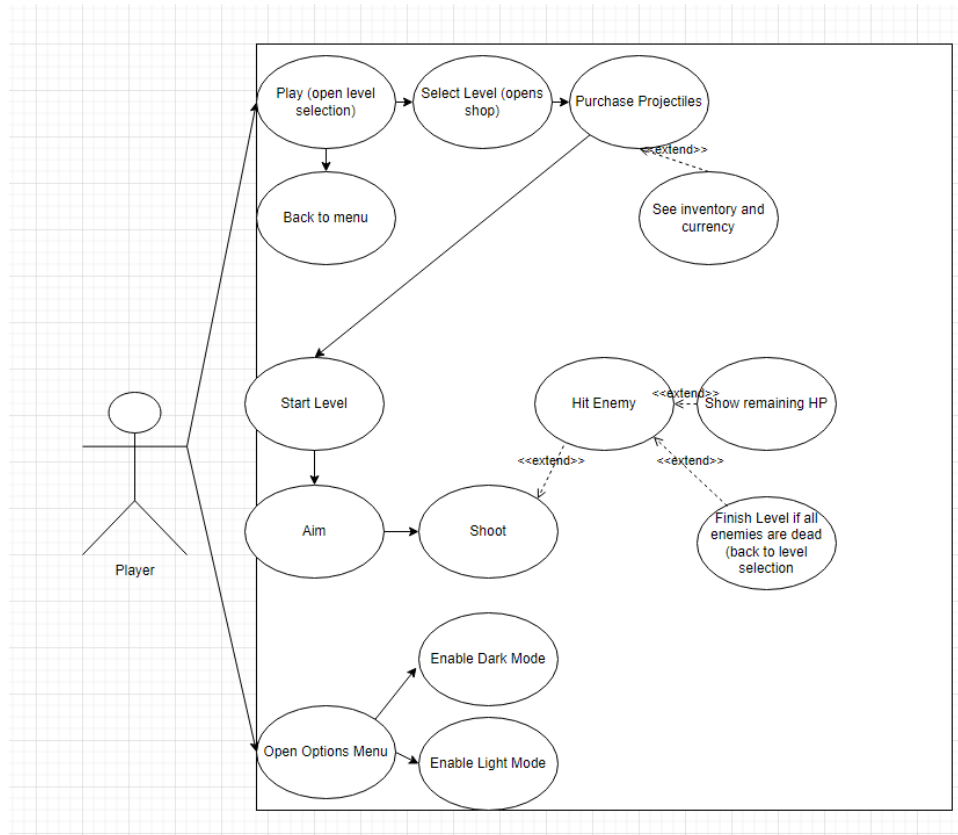 Play (open level
selection)
Select Level (opens
shop)
Purchase Projectiles
<<extend>>
Back to menu
See inventory and
currency
Start Level
Hit Enemy
<<extend>>
Show remaining HP
<<extend>>
<<extend>>
Aim
Shoot
Finish Level if all
enemies are dead
(back to level
selection
Player
Enable Dark Mode
Open Options Menu
Enable Light Mode